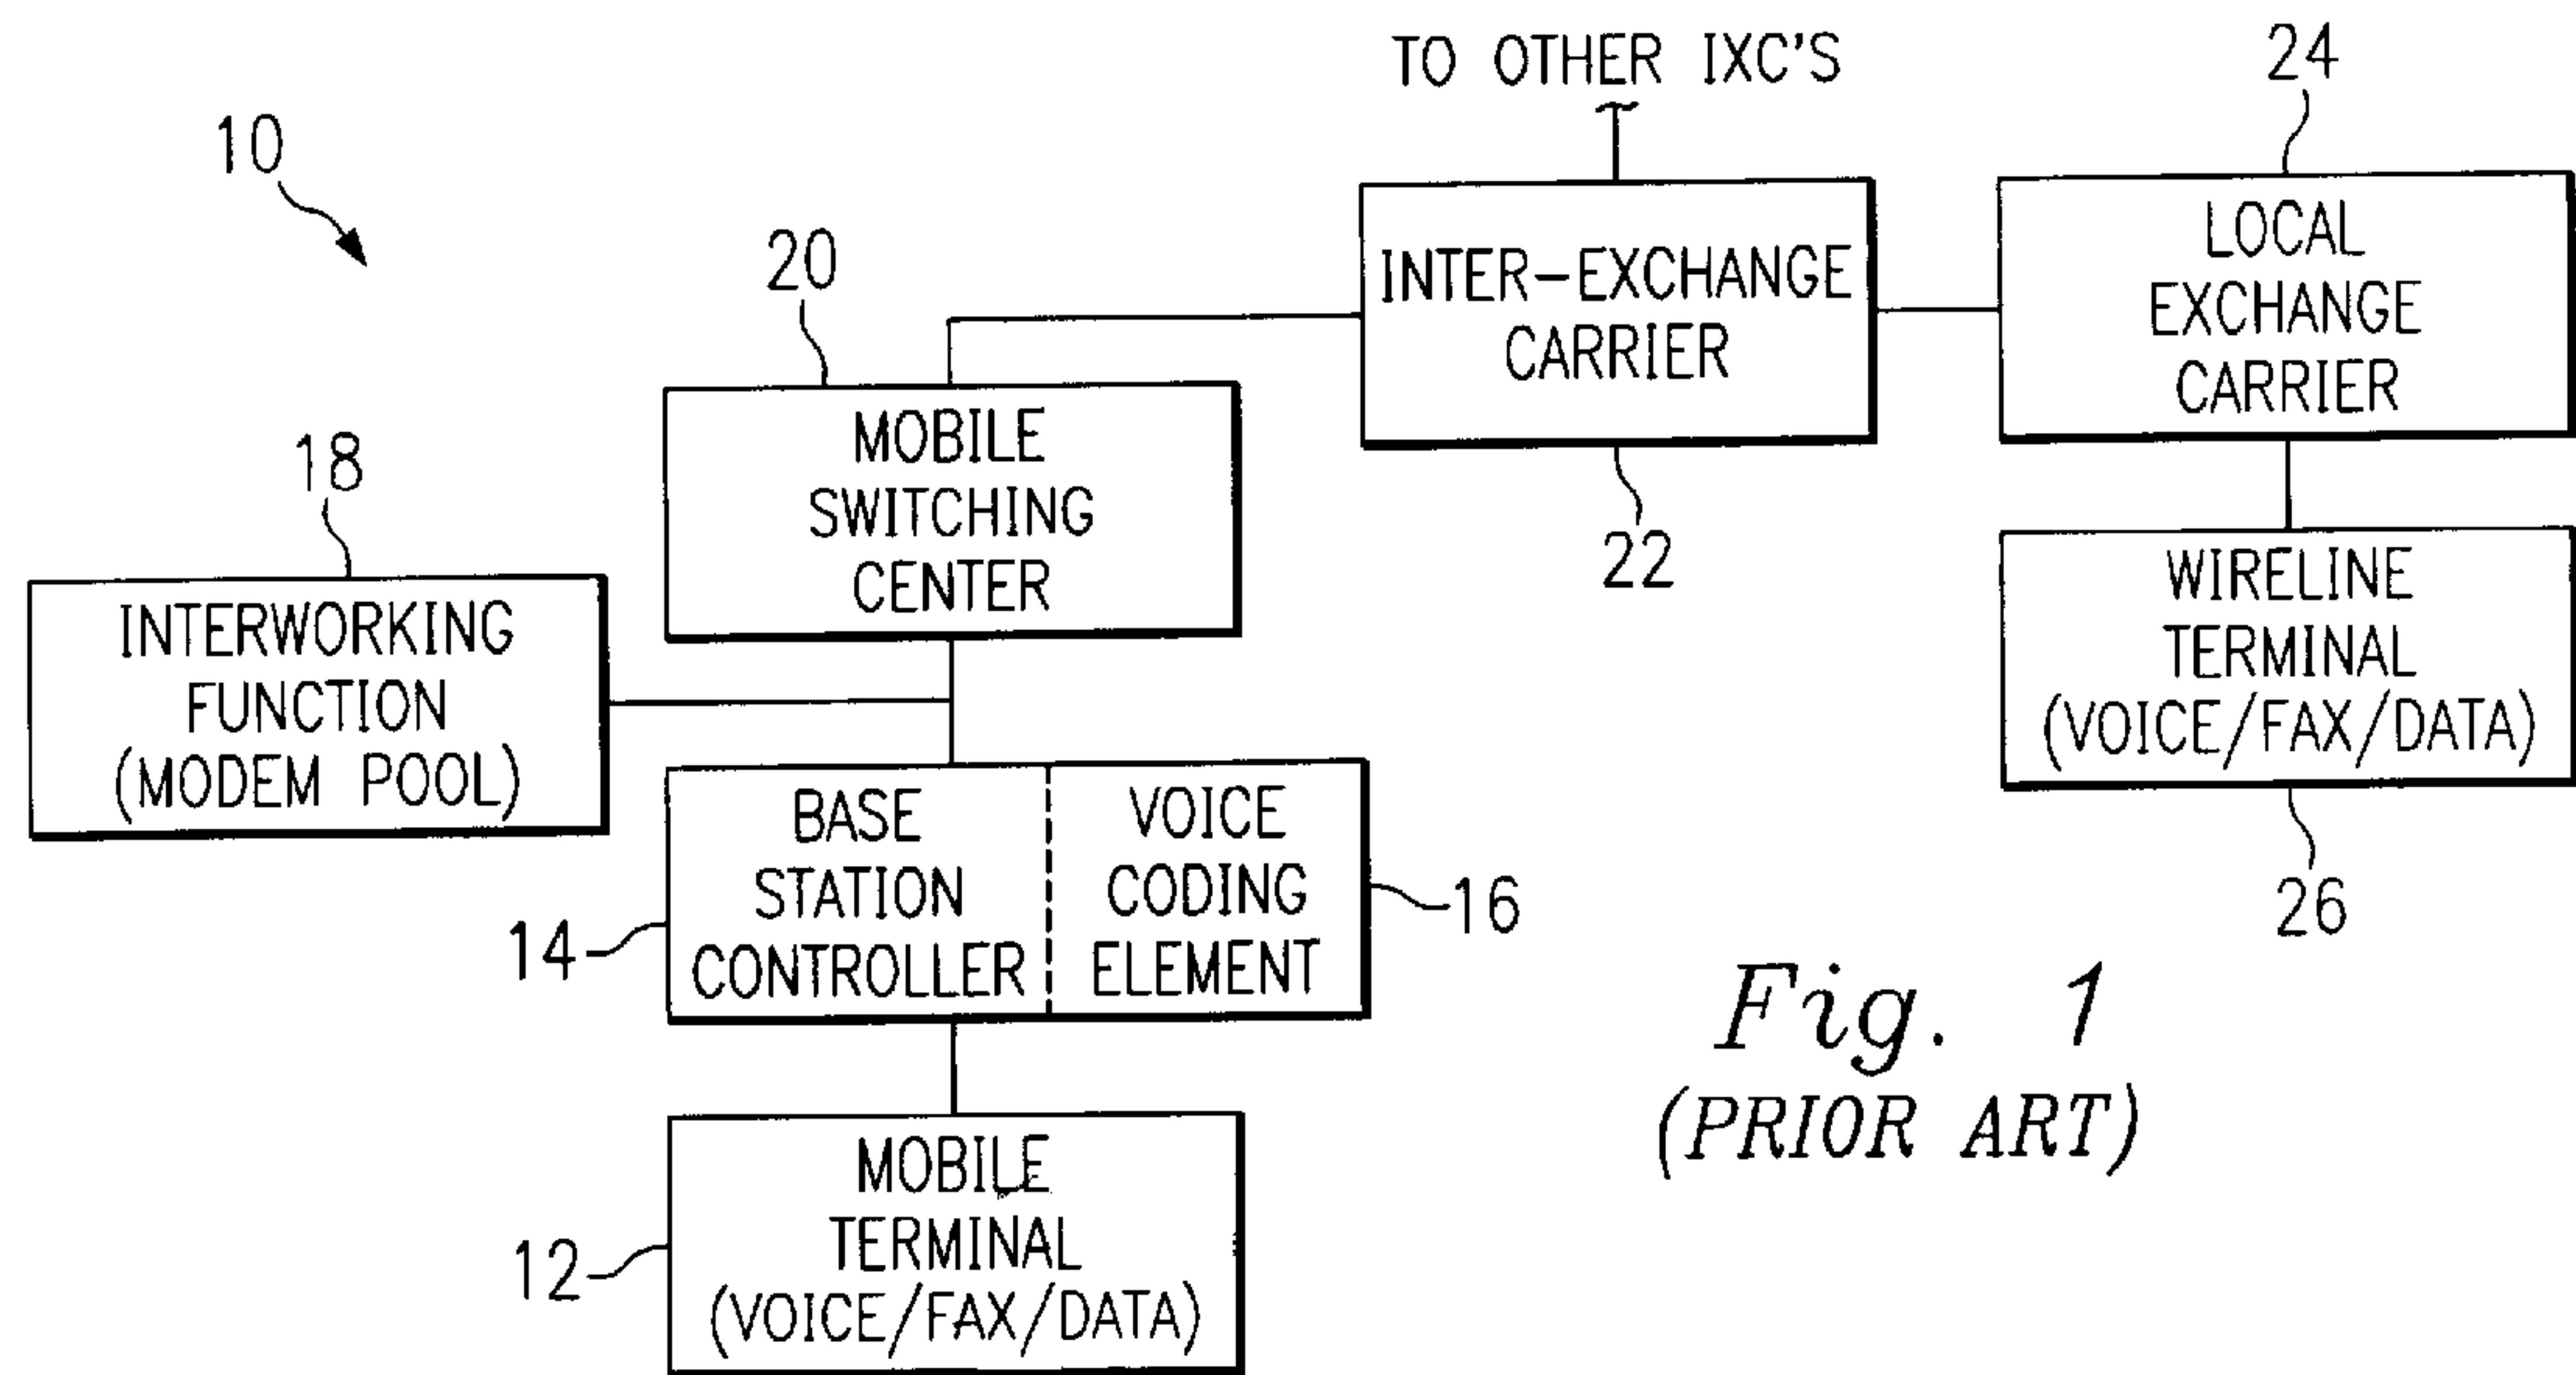 TO OTHER IXC'S
10
20
24
INTER-EXCHANGE
CARRIER
22
LOCAL
EXCHANGE
CARRIER
18
MOBILE
SWITCHING
CENTER
INTERWORKING
FUNCTION
(MODEM POOL)
WIRELINE
TERMINAL
(VOICE/FAX/DATA)
26
14
BASE
STATION
CONTROLLER
VOICE
CODING
ELEMENT
16
12
MOBILE
TERMINAL
(VOICE/FAX/DATA)
Fig. 1
(PRIOR ART)